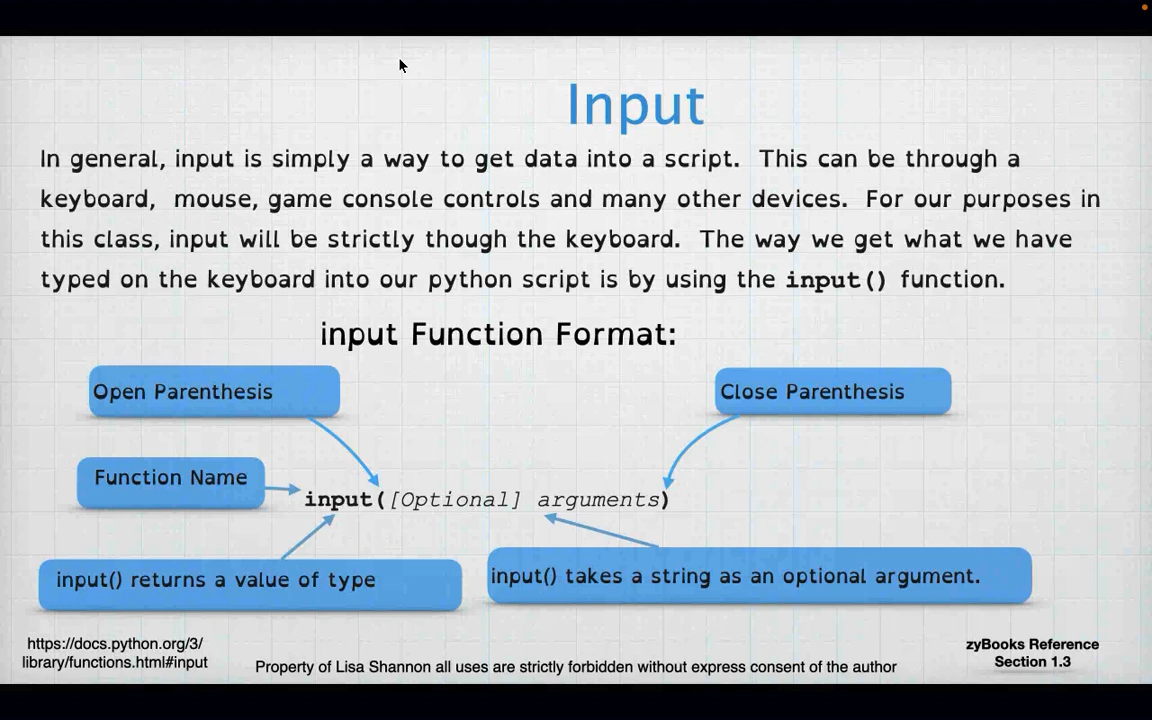 Input
In general, input is simply a way to get data into a script.  This can be through a
keyboard,  mouse, game console controls and many other devices.  For our purposes in
this class, input will be strictly though the keyboard.  The way we get what we have
typed on the keyboard into our python script is by using the input() function.
input Function Format:
Open Parenthesis
Close Parenthesis
Function Name
input([Optional] arguments)
input() returns a value of type
input() takes a string as an optional argument.
https://docs.python.org/3/
library/functions.html#input
Property of Lisa Shannon all uses are strictly forbidden without express consent of the author
zyBooks Reference
Section 1.3